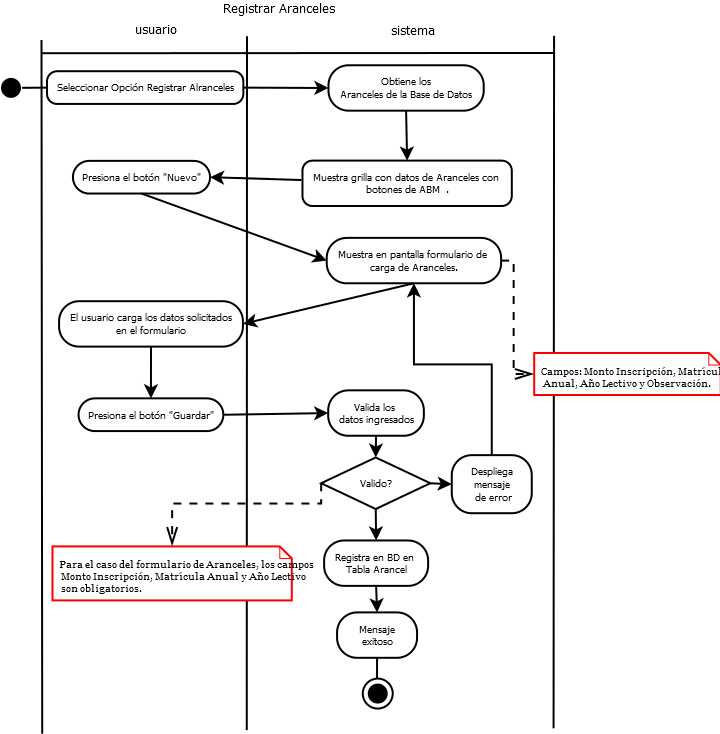 Registrar Aranceles
usuario
sistema
Seleccionar Opción Registrar Alranceles
Obtiene los
Aranceles de la Base de Datos
Presiona el botón "Nuevo"
Muestra grilla con datos de Aranceles con
botones de ABM .
Muestra en pantalla formulario de
carga de Aranceles.
El usuario carga los datos solicitados
en el formulario
Campos: Monto Inscripción, Matrícul
Anual, Año Lectivo y Observación.
Presiona el botón "Guardar"
Valida los
datos ingresados
Valido?
Despliega
mensaje
de error
Para el caso del formulario de Aranceles, los campos
Monto Inscripción, Matrícula Anual y Año Lectivo
son obligatorios.
Registra en BD en
Tabla Arancel
Mensaje
exitoso